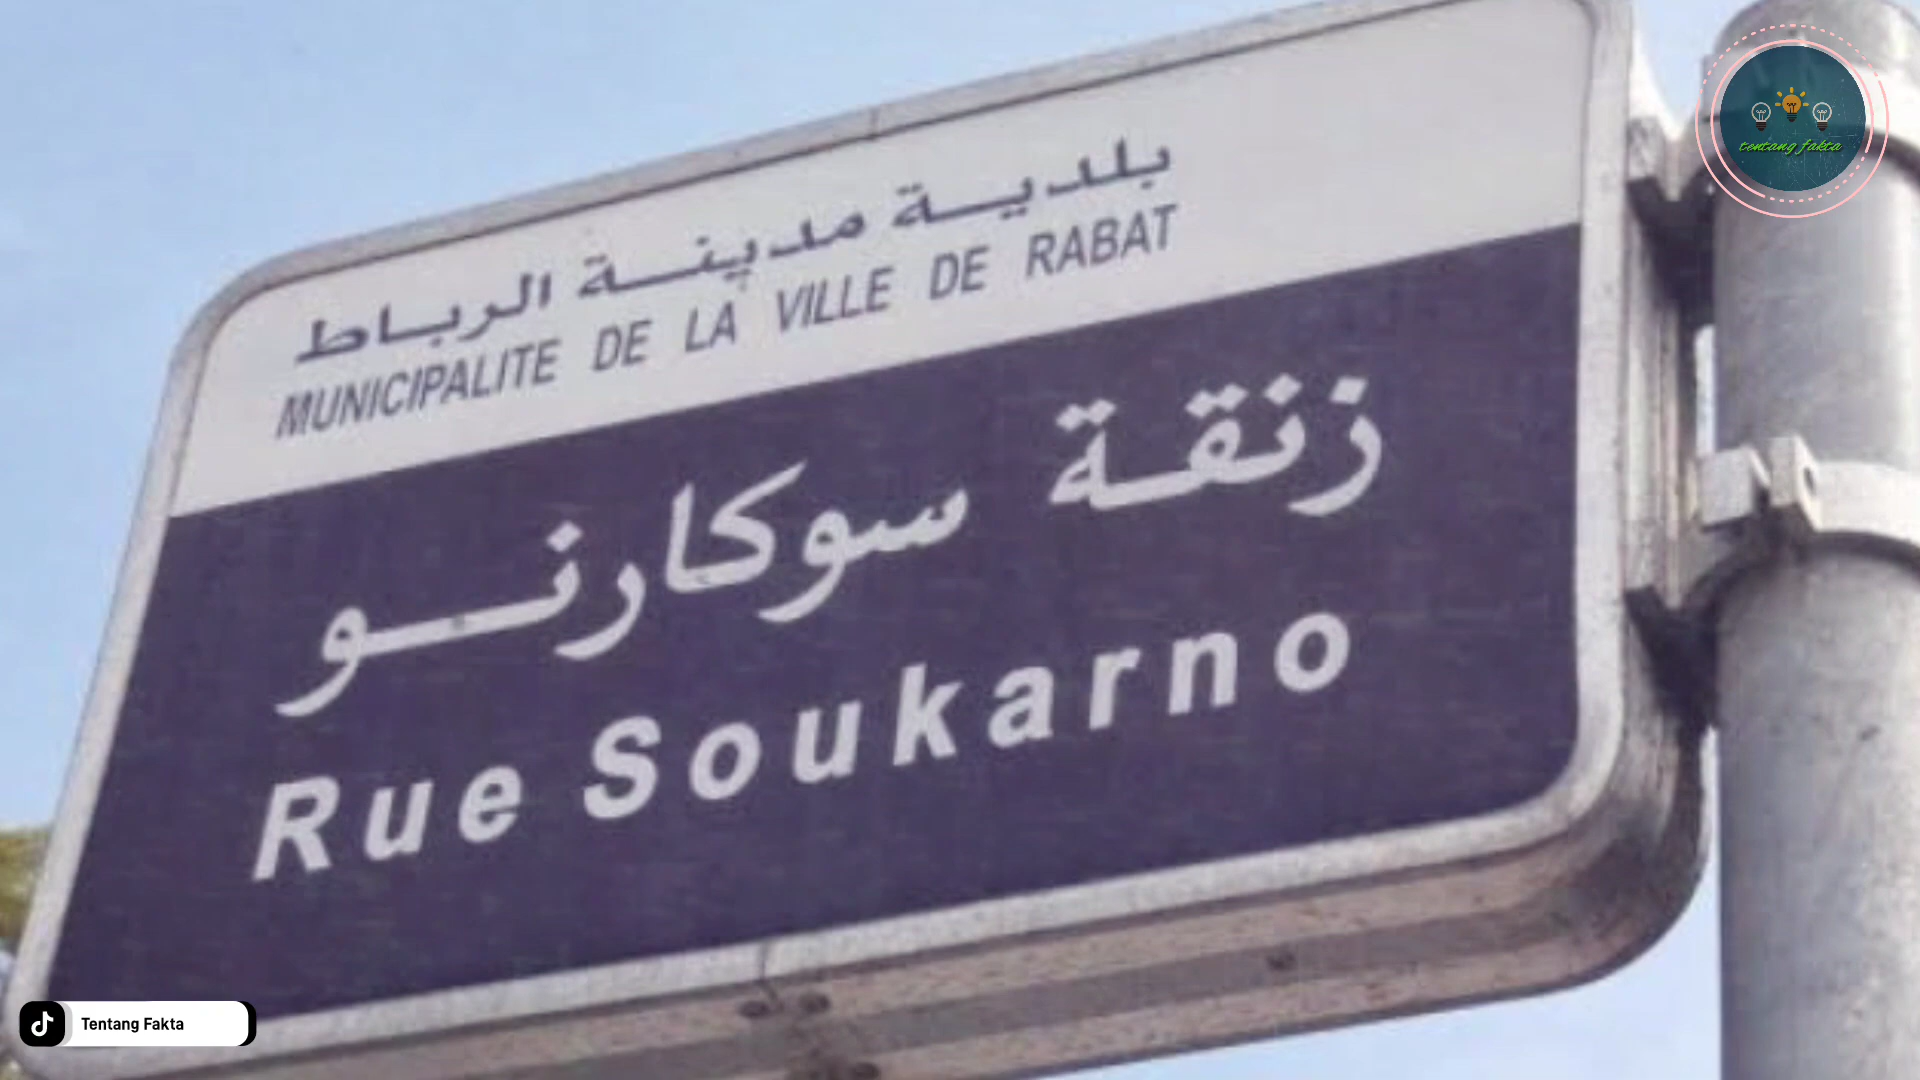 بلدية مدينة الرباط
MUNICIPALITE DE LA VILLE DE RABAT
زنقة سوكارنو
Rue Soukarno
tentang fakta
Tentang Fakta